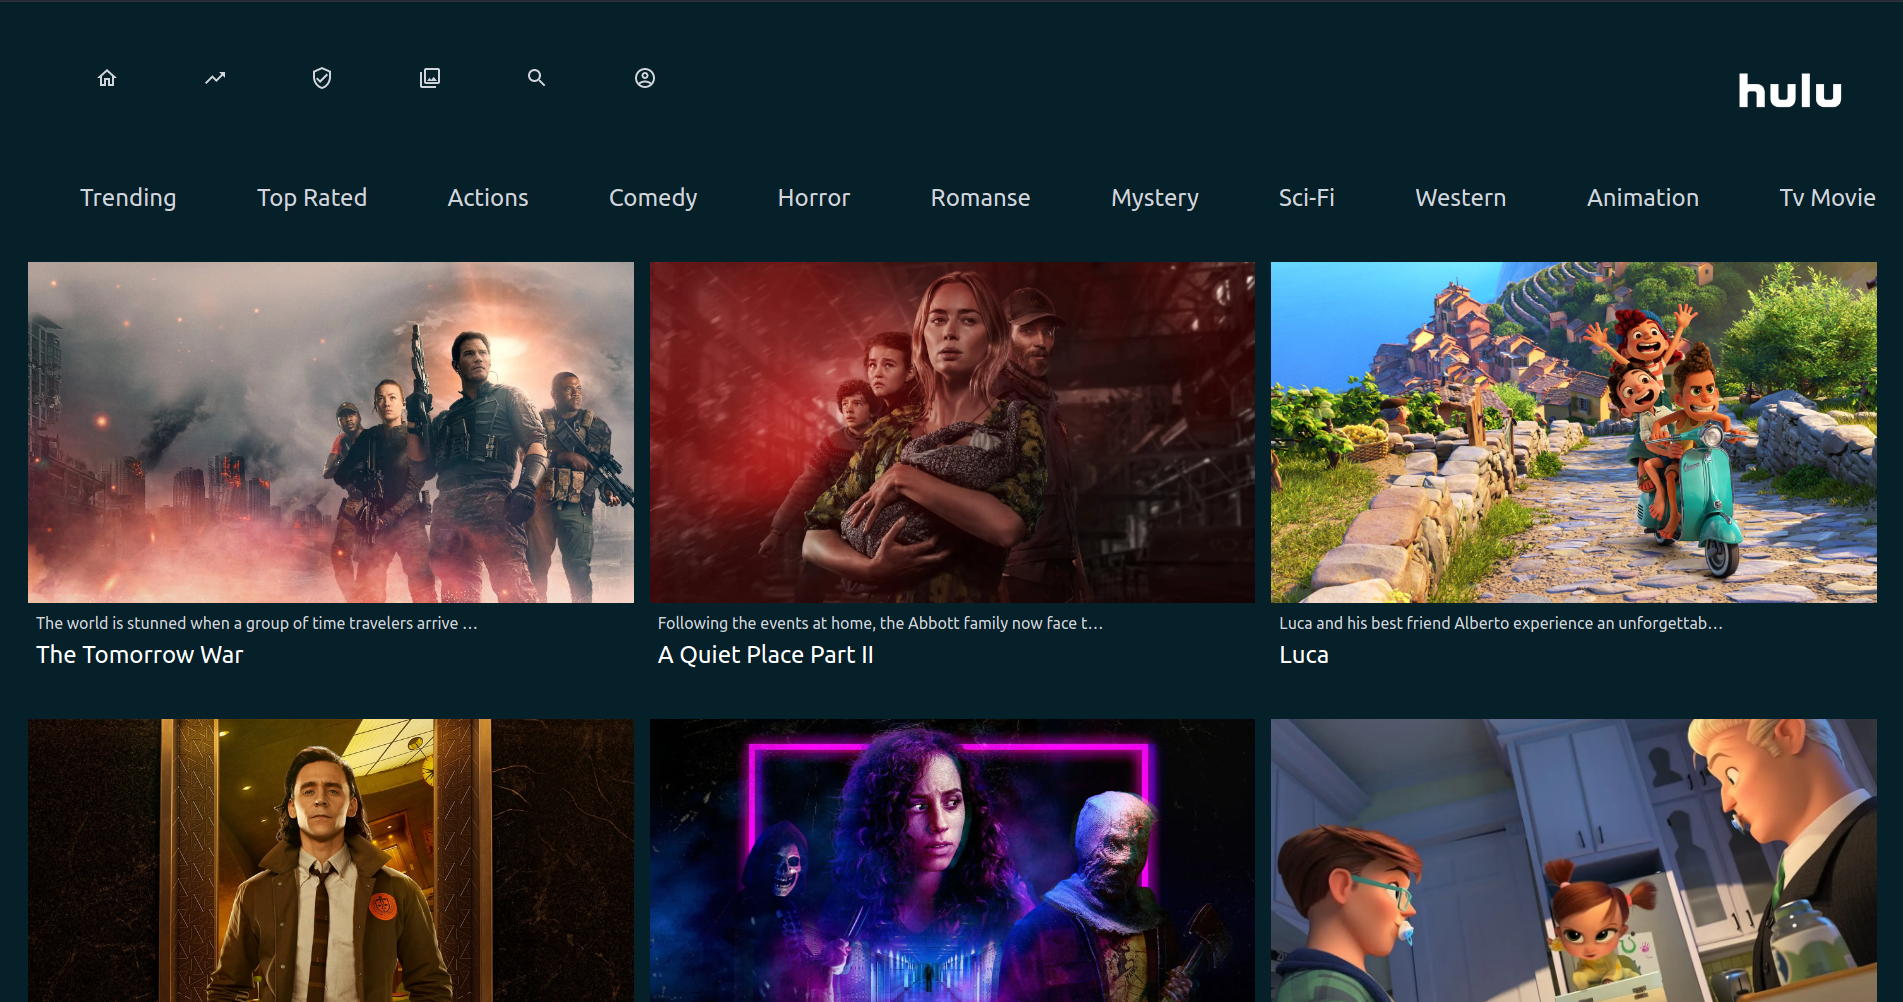 hulu
Trending Top Rated Actions Comedy Horror Romanse Mystery Sci-Fi Western Animation Tv Movie
The world is stunned when a group of time travelers arrive …
The Tomorrow War
Following the events at home, the Abbott family now face t…
A Quiet Place Part II
Luca and his best friend Alberto experience an unforgettab…
Luca